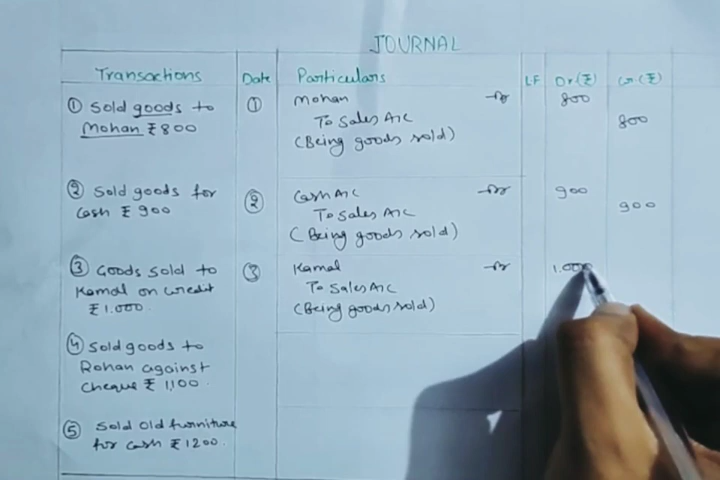 JOURNAL
Transactions Date Particulars LF Dr(₹) Cr.(₹)
① Sold goods to ① Mohan Dr 800
Mohan ₹800 To Sales A/c 800
(Being goods sold)
② Sold goods for ② Cash A/c Dr 900
Cash ₹ 900 To Sales A/c 900
(Being goods sold)
③ Goods sold to ③ Kamal Dr 1,000
Kamal on credit To Sales A/c
₹ 1,000. (Being goods sold)
④ Sold goods to
Rohan against
Cheque ₹ 1,100.
⑤ Sold Old furniture
for cash ₹ 1200.